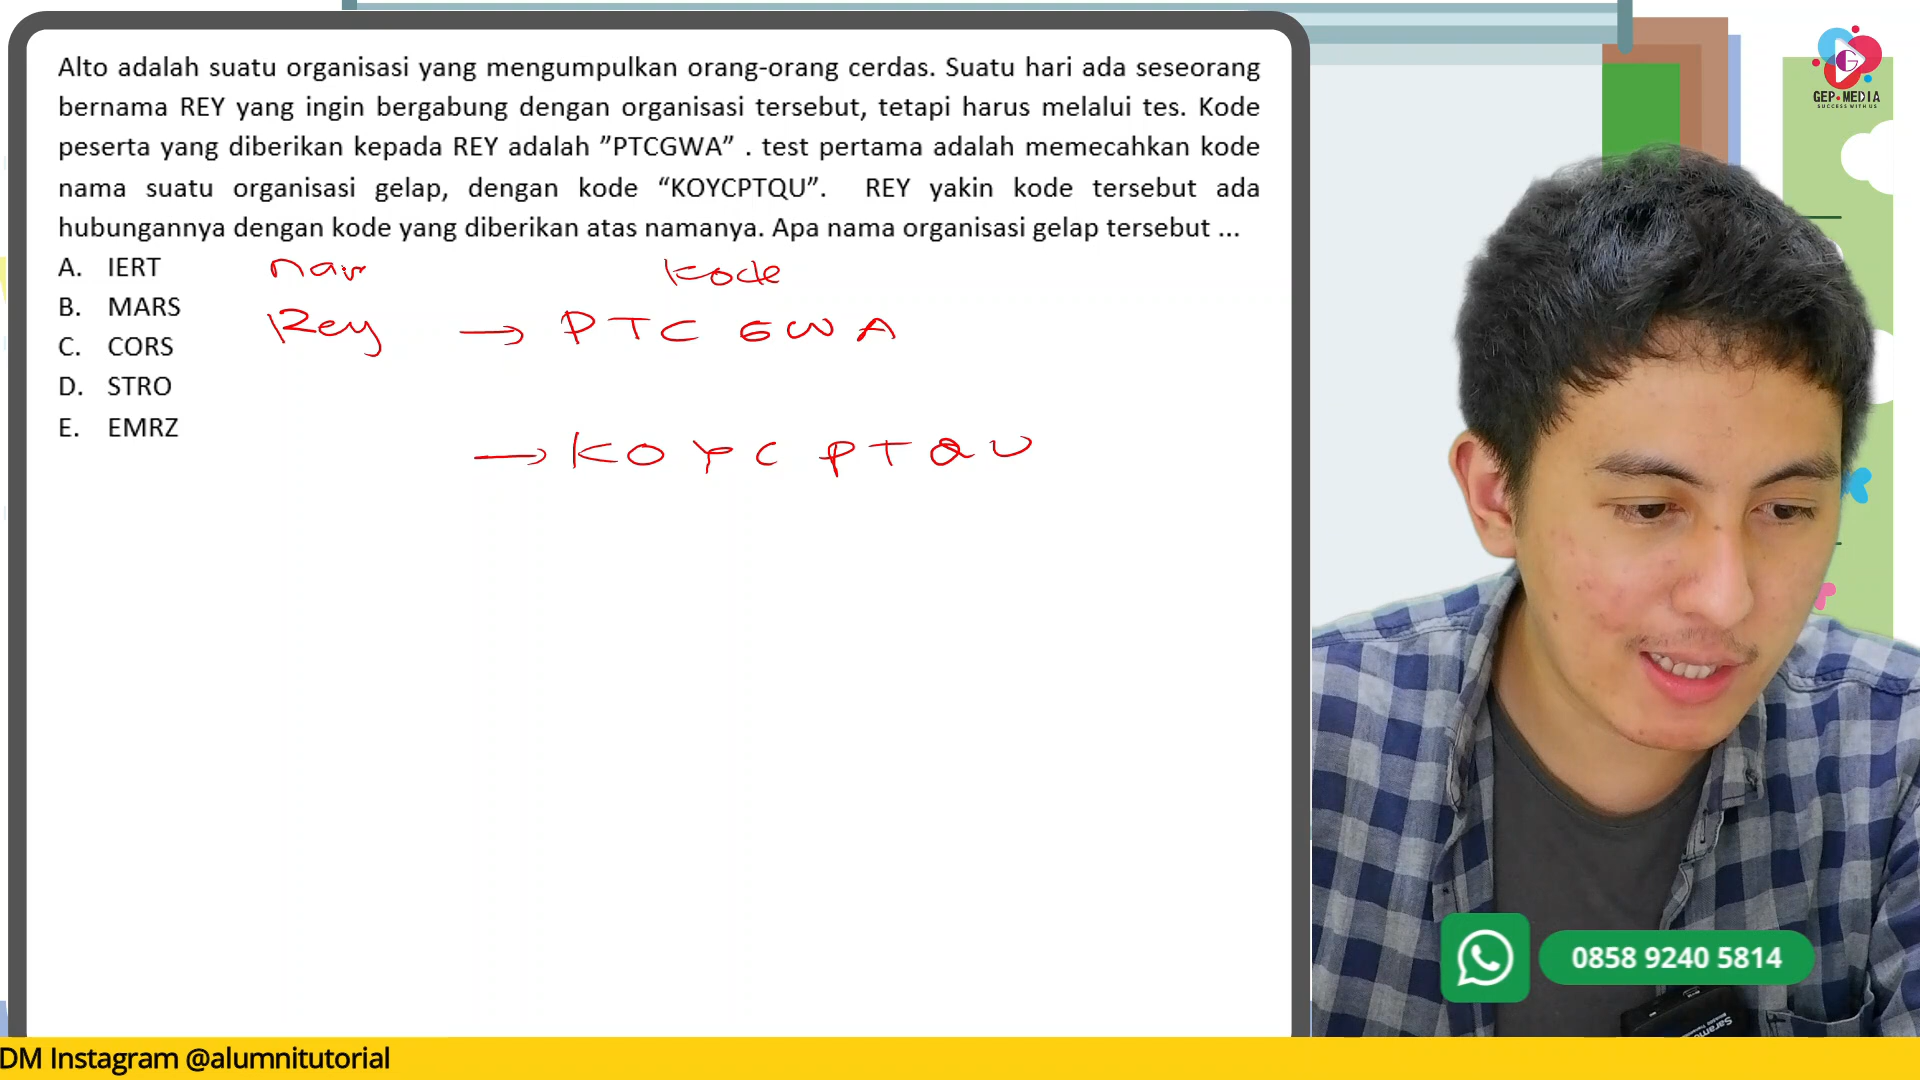 Alto adalah suatu organisasi yang mengumpulkan orang-orang cerdas. Suatu hari ada seseorang
bernama REY yang ingin bergabung dengan organisasi tersebut, tetapi harus melalui tes. Kode
peserta yang diberikan kepada REY adalah ”PTCGWA” . test pertama adalah memecahkan kode
nama suatu organisasi gelap, dengan kode “KOYCPTQU”. REY yakin kode tersebut ada
hubungannya dengan kode yang diberikan atas namanya. Apa nama organisasi gelap tersebut ...
A. IERT
B. MARS
C. CORS
D. STRO
E. EMRZ
Kode
Rey → PTC GWA
→ KOYC PTQU
GEP MEDIA
SUCCESS WITH US
0858 9240 5814
DM Instagram @alumnitutorial